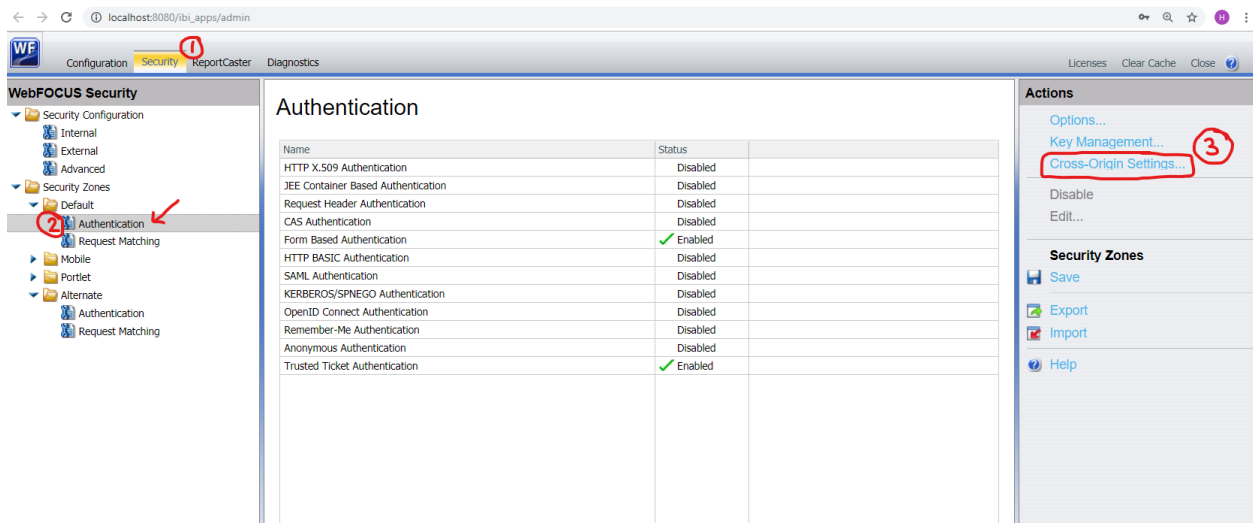 localhost:8080/ibi_apps/admin
H
WF
Configuration Security ReportCaster Diagnostics
1
Licenses Clear Cache Close ?
WebFOCUS Security
Security Configuration
Internal
External
Advanced
Security Zones
Default
2 Authentication
Request Matching
Mobile
Portlet
Alternate
Authentication
Request Matching
Authentication
Name Status
HTTP X.509 Authentication Disabled
JEE Container Based Authentication Disabled
Request Header Authentication Disabled
CAS Authentication Disabled
Form Based Authentication Enabled
HTTP BASIC Authentication Disabled
SAML Authentication Disabled
KERBEROS/SPNEGO Authentication Disabled
OpenID Connect Authentication Disabled
Remember-Me Authentication Disabled
Anonymous Authentication Disabled
Trusted Ticket Authentication Enabled
Actions
Options...
Key Management...
3
Cross-Origin Settings...
Disable
Edit...
Security Zones
Save
Export
Import
? Help